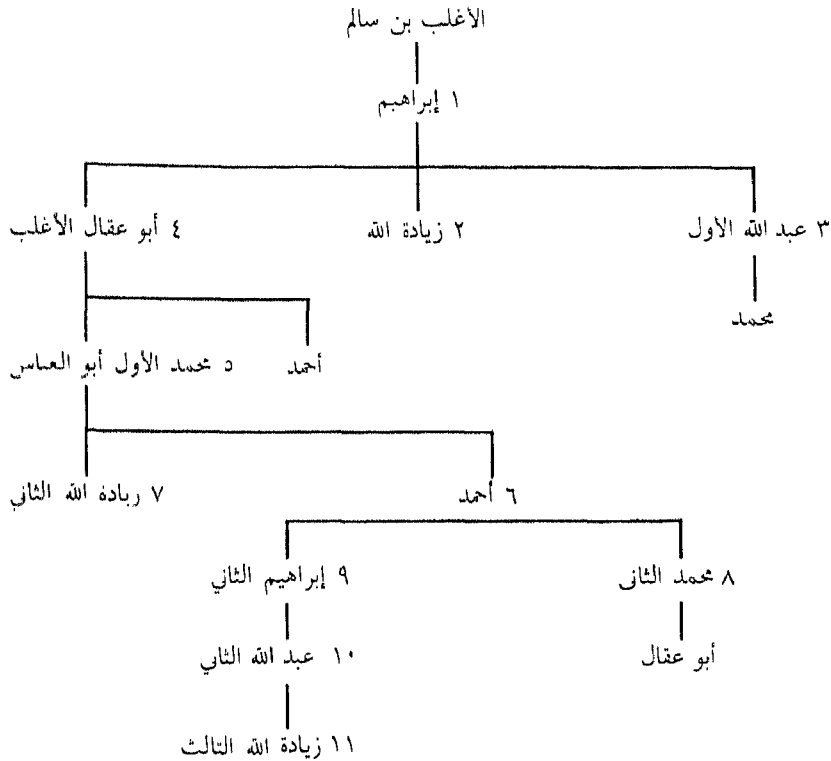 الأغلب بن سالم
١ إبراهيم
٣ عبد الله الاول
٢ زيادة الله
٤ أبو عقال الأغلب
محمد
أحمد
٥ محمد الأول أبو العباس
٦ أحمد
٧ زيادة الله الثاني
٨ محمد الثانى
٩ إبراهيم الثاني
أبو عقال
١٠ عبد الله الثاني
١١ زيادة الله الثالث